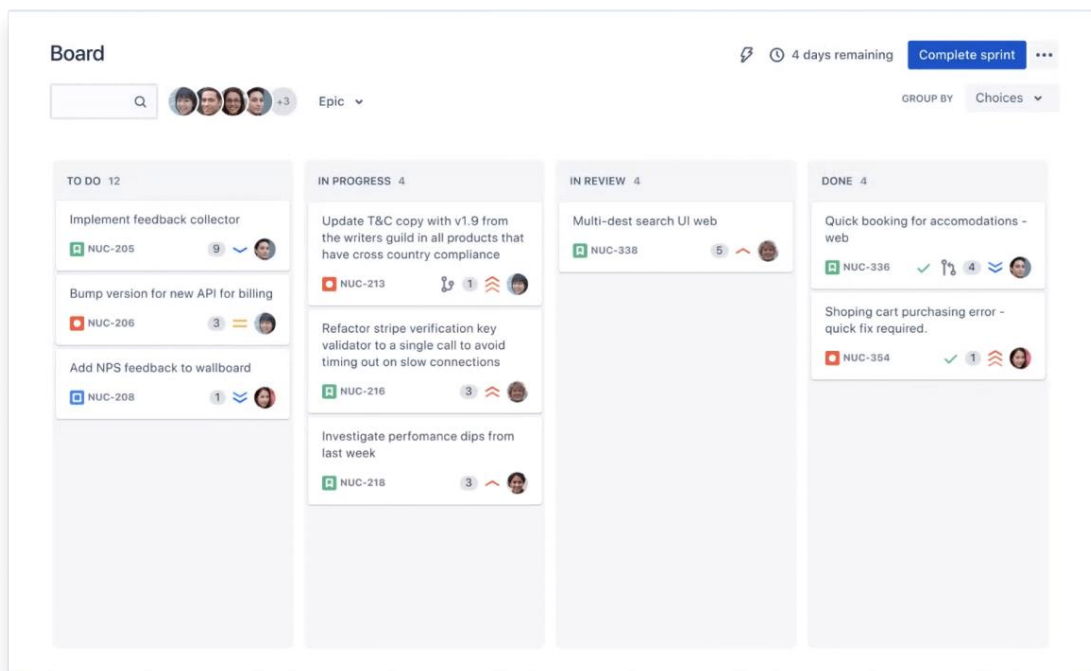 Board
4 days remaining
Complete sprint
+3
Epic
GROUP BY
Choices
TO DO 12
Implement feedback collector
NUC-205
9
Bump version for new API for billing
NUC-206
3
Add NPS feedback to wallboard
NUC-208
1
IN PROGRESS 4
Update T&C copy with v1.9 from
the writers guild in all products that
have cross country compliance
NUC-213
1
Refactor stripe verification key
validator to a single call to avoid
timing out on slow connections
NUC-216
3
Investigate perfomance dips from
last week
NUC-218
3
IN REVIEW 4
Multi-dest search UI web
NUC-338
5
DONE 4
Quick booking for accomodations -
web
NUC-336
4
Shoping cart purchasing error -
quick fix required.
NUC-354
1